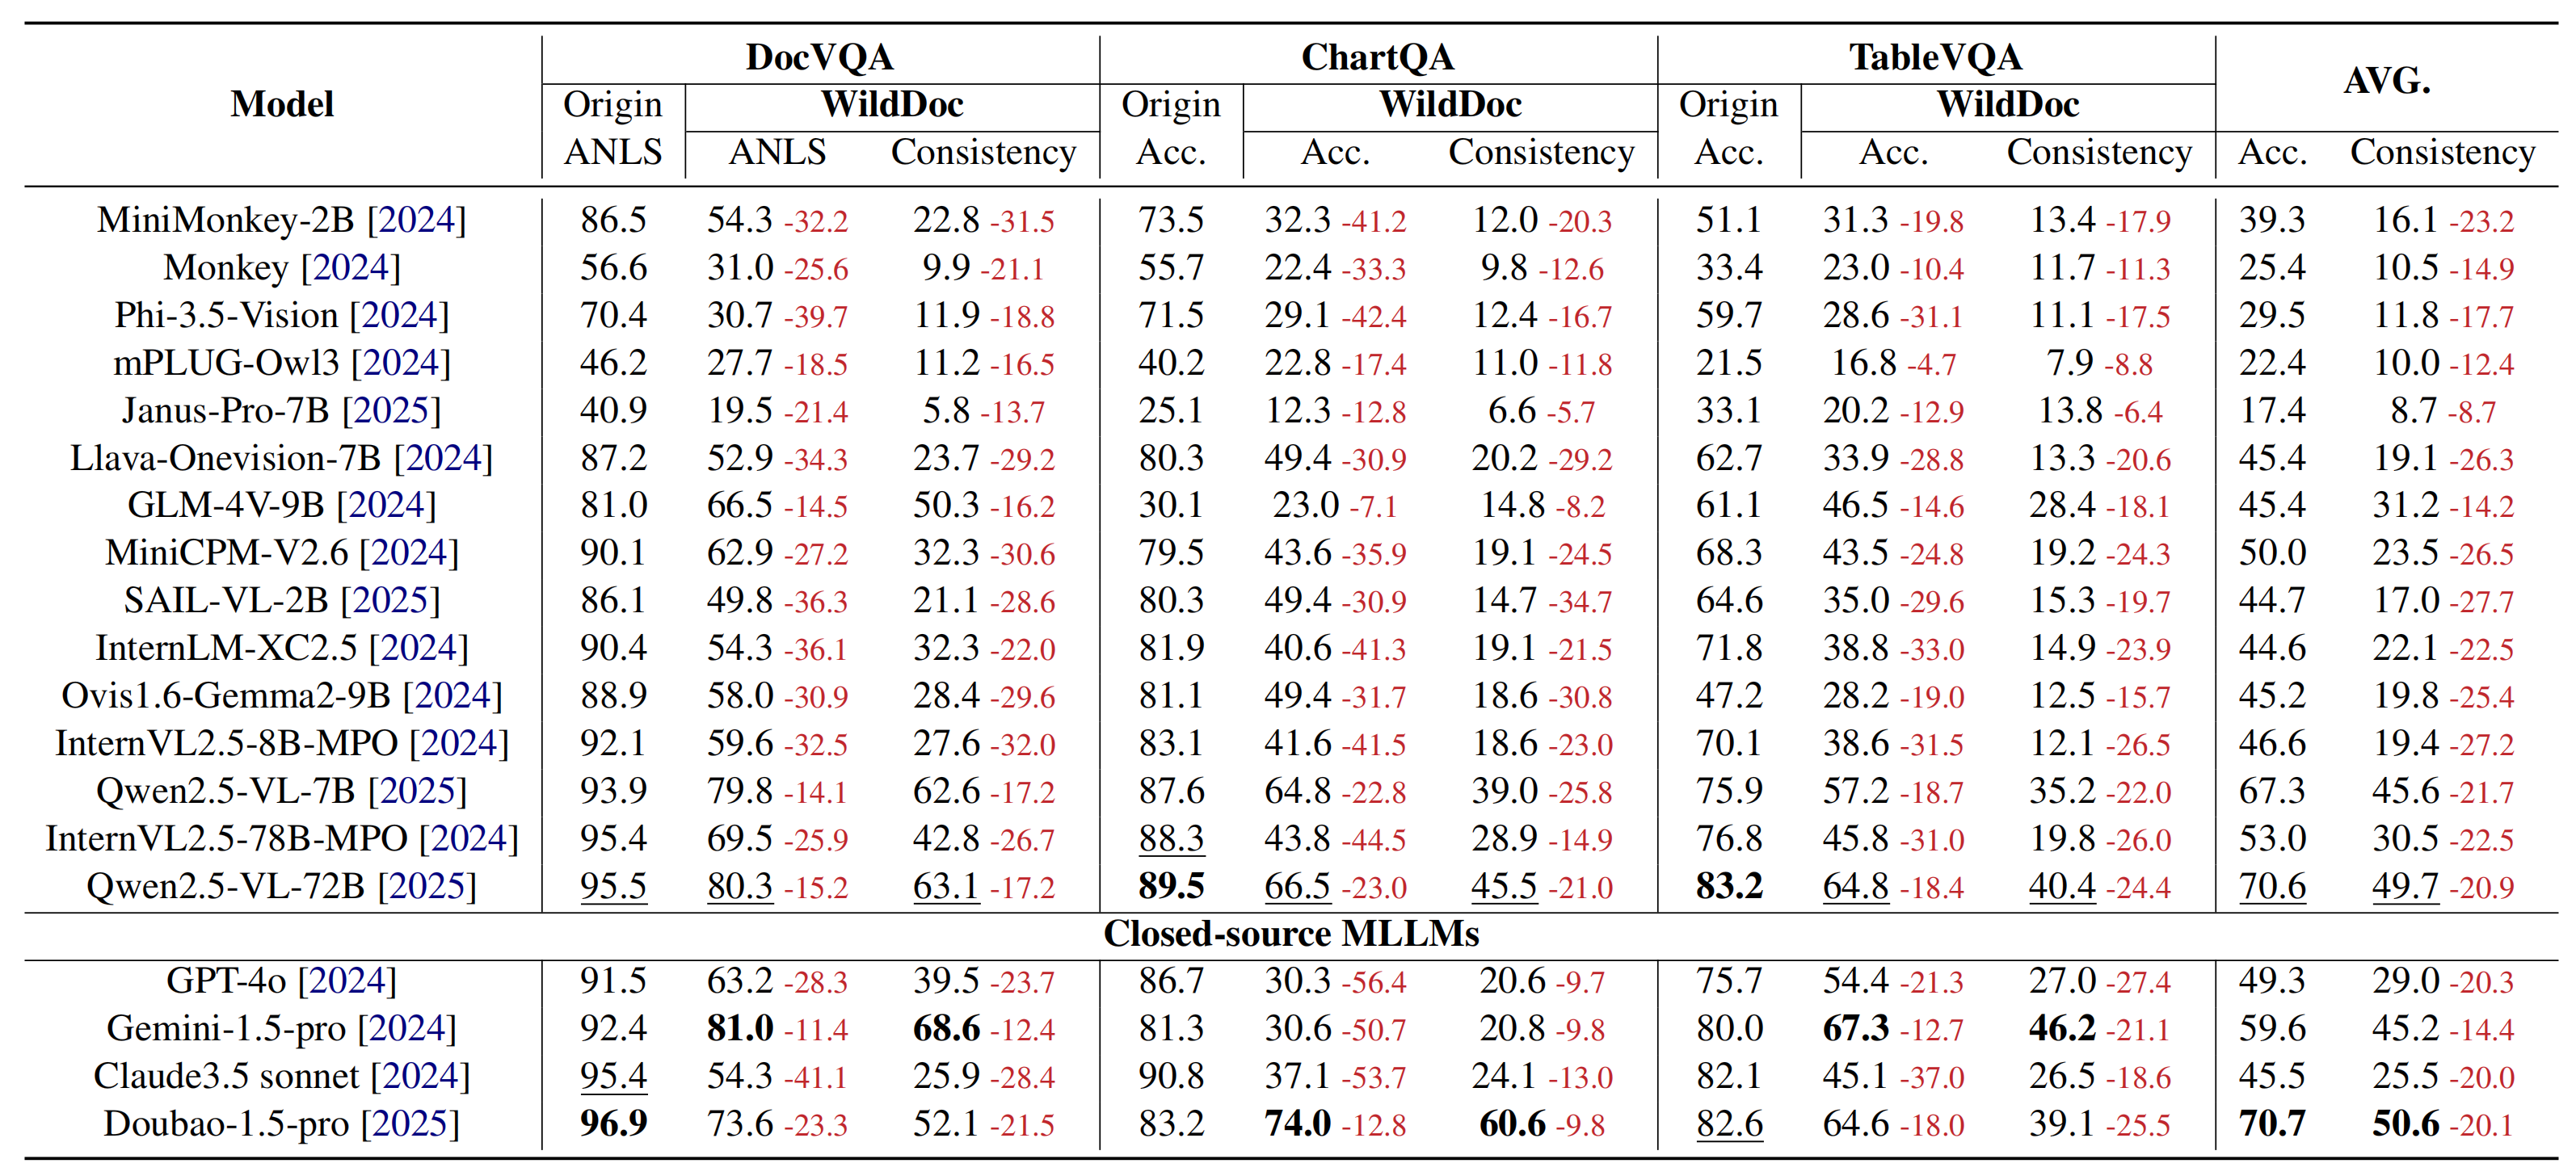 DocVQA ChartQA TableVQA AVG.
Model Origin WildDoc Origin WildDoc Origin WildDoc
ANLS ANLS Consistency Acc. Acc. Consistency Acc. Acc. Consistency Acc. Consistency
MiniMonkey-2B [2024] 86.5 54.3 -32.2 22.8 -31.5 73.5 32.3 -41.2 12.0 -20.3 51.1 31.3 -19.8 13.4 -17.9 39.3 16.1 -23.2
Monkey [2024] 56.6 31.0 -25.6 9.9 -21.1 55.7 22.4 -33.3 9.8 -12.6 33.4 23.0 -10.4 11.7 -11.3 25.4 10.5 -14.9
Phi-3.5-Vision [2024] 70.4 30.7 -39.7 11.9 -18.8 71.5 29.1 -42.4 12.4 -16.7 59.7 28.6 -31.1 11.1 -17.5 29.5 11.8 -17.7
mPLUG-Owl3 [2024] 46.2 27.7 -18.5 11.2 -16.5 40.2 22.8 -17.4 11.0 -11.8 21.5 16.8 -4.7 7.9 -8.8 22.4 10.0 -12.4
Janus-Pro-7B [2025] 40.9 19.5 -21.4 5.8 -13.7 25.1 12.3 -12.8 6.6 -5.7 33.1 20.2 -12.9 13.8 -6.4 17.4 8.7 -8.7
Llava-Onevision-7B [2024] 87.2 52.9 -34.3 23.7 -29.2 80.3 49.4 -30.9 20.2 -29.2 62.7 33.9 -28.8 13.3 -20.6 45.4 19.1 -26.3
GLM-4V-9B [2024] 81.0 66.5 -14.5 50.3 -16.2 30.1 23.0 -7.1 14.8 -8.2 61.1 46.5 -14.6 28.4 -18.1 45.4 31.2 -14.2
MiniCPM-V2.6 [2024] 90.1 62.9 -27.2 32.3 -30.6 79.5 43.6 -35.9 19.1 -24.5 68.3 43.5 -24.8 19.2 -24.3 50.0 23.5 -26.5
SAIL-VL-2B [2025] 86.1 49.8 -36.3 21.1 -28.6 80.3 49.4 -30.9 14.7 -34.7 64.6 35.0 -29.6 15.3 -19.7 44.7 17.0 -27.7
InternLM-XC2.5 [2024] 90.4 54.3 -36.1 32.3 -22.0 81.9 40.6 -41.3 19.1 -21.5 71.8 38.8 -33.0 14.9 -23.9 44.6 22.1 -22.5
Ovis1.6-Gemma2-9B [2024] 88.9 58.0 -30.9 28.4 -29.6 81.1 49.4 -31.7 18.6 -30.8 47.2 28.2 -19.0 12.5 -15.7 45.2 19.8 -25.4
InternVL2.5-8B-MPO [2024] 92.1 59.6 -32.5 27.6 -32.0 83.1 41.6 -41.5 18.6 -23.0 70.1 38.6 -31.5 12.1 -26.5 46.6 19.4 -27.2
Qwen2.5-VL-7B [2025] 93.9 79.8 -14.1 62.6 -17.2 87.6 64.8 -22.8 39.0 -25.8 75.9 57.2 -18.7 35.2 -22.0 67.3 45.6 -21.7
InternVL2.5-78B-MPO [2024] 95.4 69.5 -25.9 42.8 -26.7 88.3 43.8 -44.5 28.9 -14.9 76.8 45.8 -31.0 19.8 -26.0 53.0 30.5 -22.5
Qwen2.5-VL-72B [2025] 95.5 80.3 -15.2 63.1 -17.2 89.5 66.5 -23.0 45.5 -21.0 83.2 64.8 -18.4 40.4 -24.4 70.6 49.7 -20.9
Closed-source MLLMs
GPT-4o [2024] 91.5 63.2 -28.3 39.5 -23.7 86.7 30.3 -56.4 20.6 -9.7 75.7 54.4 -21.3 27.0 -27.4 49.3 29.0 -20.3
Gemini-1.5-pro [2024] 92.4 81.0 -11.4 68.6 -12.4 81.3 30.6 -50.7 20.8 -9.8 80.0 67.3 -12.7 46.2 -21.1 59.6 45.2 -14.4
Claude3.5 sonnet [2024] 95.4 54.3 -41.1 25.9 -28.4 90.8 37.1 -53.7 24.1 -13.0 82.1 45.1 -37.0 26.5 -18.6 45.5 25.5 -20.0
Doubao-1.5-pro [2025] 96.9 73.6 -23.3 52.1 -21.5 83.2 74.0 -12.8 60.6 -9.8 82.6 64.6 -18.0 39.1 -25.5 70.7 50.6 -20.1